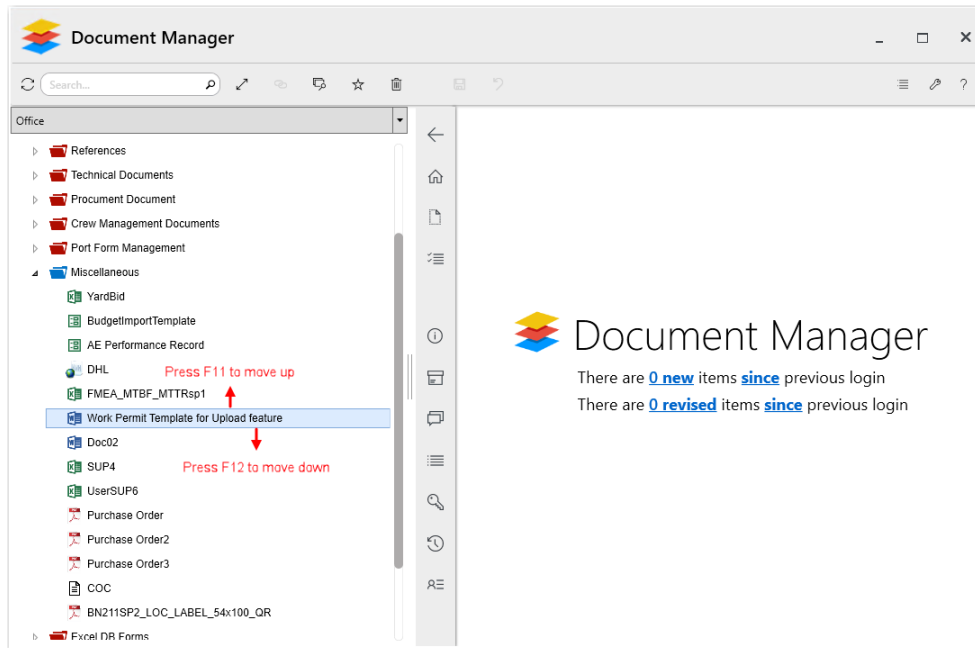 Document Manager
Search...
?
Office
References
Technical Documents
Procument Document
Crew Management Documents
Port Form Management
Miscellaneous
YardBid
BudgetImportTemplate
AE Performance Record
DHL
Press F11 to move up
FMEA_MTBF_MTTRsp1
Work Permit Template for Upload feature
Doc02
SUP4
Press F12 to move down
UserSUP6
Purchase Order
Purchase Order2
Purchase Order3
COC
BN211SP2_LOC_LABEL_54x100_QR
Excel DB Forms
Document Manager
There are 0 new items since previous login
There are 0 revised items since previous login